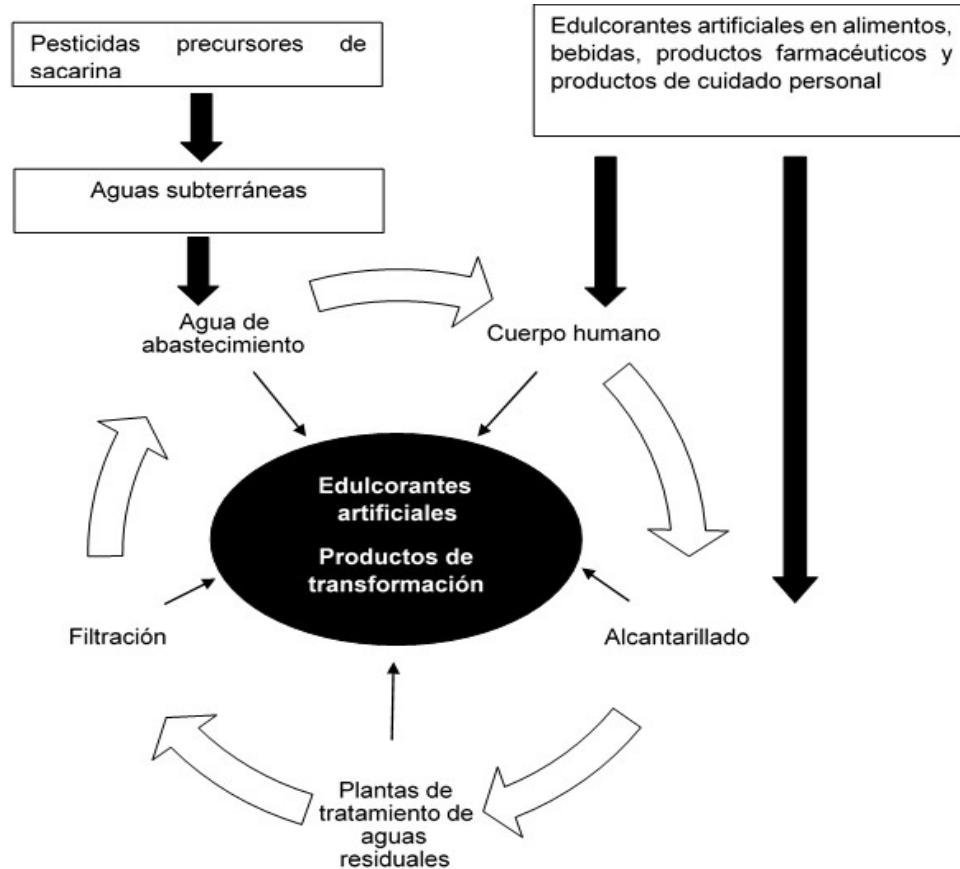 Pesticidas precursores de
sacarina
Edulcorantes artificiales en alimentos,
bebidas, productos farmacéuticos y
productos de cuidado personal
Aguas subterráneas
Agua de
abastecimiento
Cuerpo humano
Edulcorantes
artificiales
Productos de
transformación
Filtración
Alcantarillado
Plantas de
tratamiento de
aguas
residuales